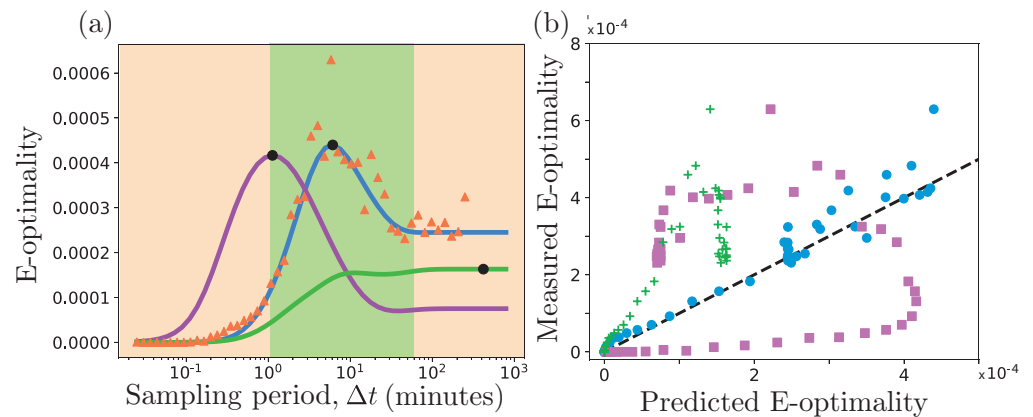 (a)
E-optimality
0.0006
0.0005
0.0004
0.0003
0.0002
0.0001
0.0000
10⁻¹ 10⁰ 10¹ 10² 10³
Sampling period, Δt (minutes)
(b)
×10⁻⁴
Measured E-optimality
8
6
4
2
0
0 2 4 ×10⁻⁴
Predicted E-optimality